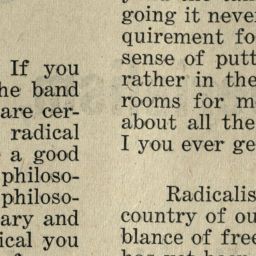 If you
he band
are cer-
radical
a good
philoso-
philoso-
ary and
ical you
going it never
quirement fo
sense of putt
rather in the
rooms for m
about all the
I you ever ge
Radicalis
country of ou
blance of free